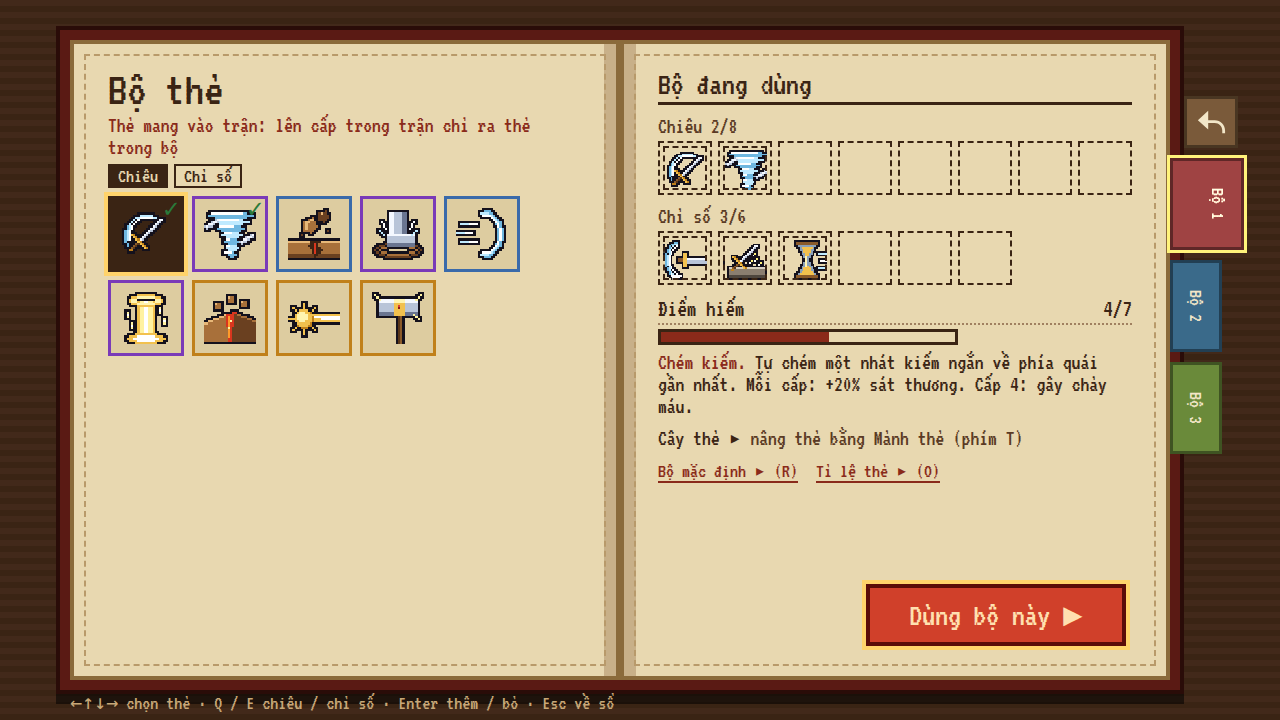 Bộ thẻ
Thẻ mang vào trận: lên cấp trong trận chỉ ra thẻ
trong bộ
Chiêu
Chỉ số
Bộ đang dùng
Chiêu 2/8
Chỉ số 3/6
Điểm hiếm 4/7
Chém kiếm. Tự chém một nhát kiếm ngắn về phía quái
gần nhất. Mỗi cấp: +20% sát thương. Cấp 4: gây chảy
máu.
Cây thẻ ► nâng thẻ bằng Mảnh thẻ (phím T)
Bộ mặc định ► (R) Tỉ lệ thẻ ► (O)
Dùng bộ này ►
Bộ 1
Bộ 2
Bộ 3
←↑↓→ chọn thẻ · Q / E chiêu / chỉ số · Enter thêm / bỏ · Esc về sổ